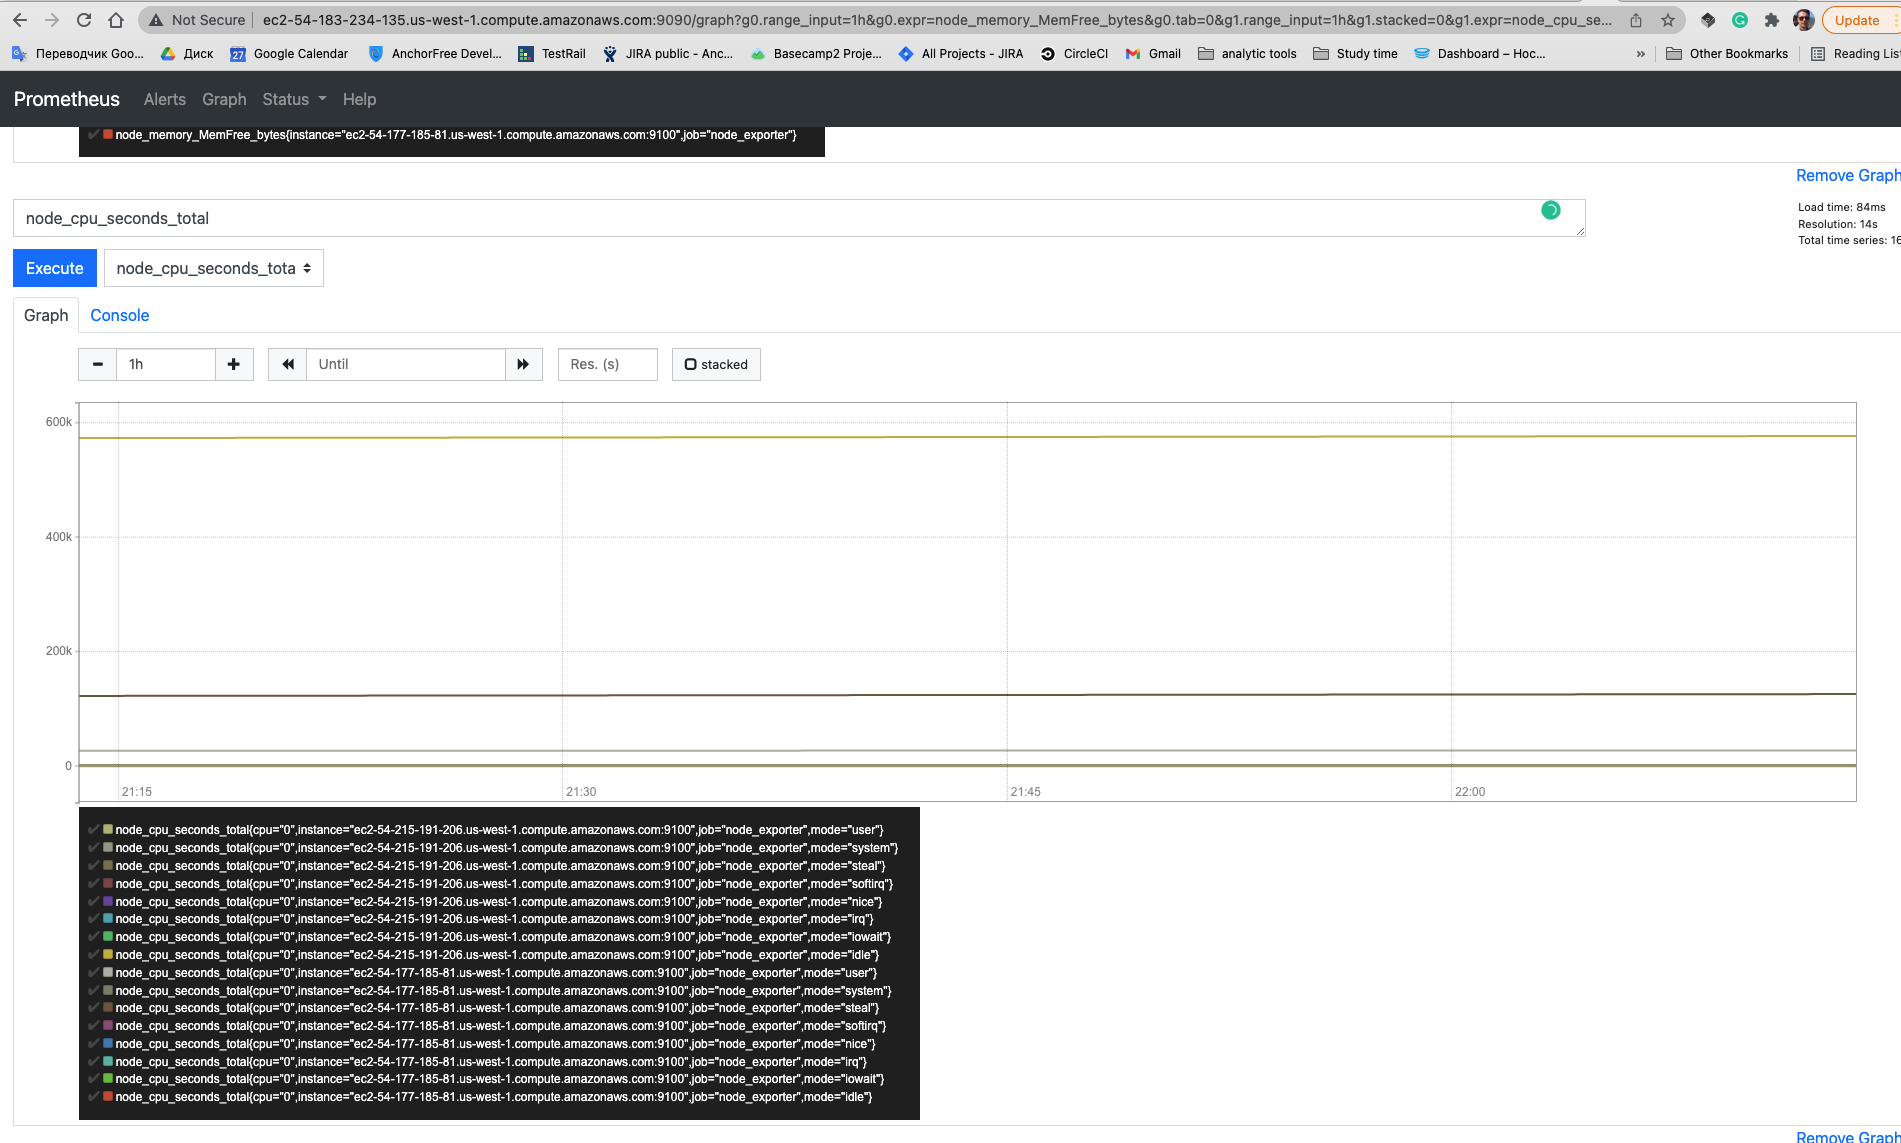 Not Secure ec2-54-183-234-135.us-west-1.compute.amazonaws.com:9090/graph?g0.range_input=1h&g0.expr=node_memory_MemFree_bytes&g0.tab=0&g1.range_input=1h&g1.stacked=0&g1.expr=node_cpu_se... Update
Переводчик Goo... Диск Google Calendar AnchorFree Devel... TestRail JIRA public - Anc... Basecamp2 Proje... All Projects - JIRA CircleCI Gmail analytic tools Study time Dashboard – Hoc... » Other Bookmarks Reading List
Prometheus Alerts Graph Status Help
node_memory_MemFree_bytes{instance="ec2-54-177-185-81.us-west-1.compute.amazonaws.com:9100",job="node_exporter"}
Remove Graph
node_cpu_seconds_total
Load time: 84ms
Resolution: 14s
Total time series: 16
Execute node_cpu_seconds_tota
Graph Console
1h Until Res. (s) stacked
600k
400k
200k
0
21:15 21:30 21:45 22:00
node_cpu_seconds_total{cpu="0",instance="ec2-54-215-191-206.us-west-1.compute.amazonaws.com:9100",job="node_exporter",mode="user"}
node_cpu_seconds_total{cpu="0",instance="ec2-54-215-191-206.us-west-1.compute.amazonaws.com:9100",job="node_exporter",mode="system"}
node_cpu_seconds_total{cpu="0",instance="ec2-54-215-191-206.us-west-1.compute.amazonaws.com:9100",job="node_exporter",mode="steal"}
node_cpu_seconds_total{cpu="0",instance="ec2-54-215-191-206.us-west-1.compute.amazonaws.com:9100",job="node_exporter",mode="softirq"}
node_cpu_seconds_total{cpu="0",instance="ec2-54-215-191-206.us-west-1.compute.amazonaws.com:9100",job="node_exporter",mode="nice"}
node_cpu_seconds_total{cpu="0",instance="ec2-54-215-191-206.us-west-1.compute.amazonaws.com:9100",job="node_exporter",mode="irq"}
node_cpu_seconds_total{cpu="0",instance="ec2-54-215-191-206.us-west-1.compute.amazonaws.com:9100",job="node_exporter",mode="iowait"}
node_cpu_seconds_total{cpu="0",instance="ec2-54-215-191-206.us-west-1.compute.amazonaws.com:9100",job="node_exporter",mode="idle"}
node_cpu_seconds_total{cpu="0",instance="ec2-54-177-185-81.us-west-1.compute.amazonaws.com:9100",job="node_exporter",mode="user"}
node_cpu_seconds_total{cpu="0",instance="ec2-54-177-185-81.us-west-1.compute.amazonaws.com:9100",job="node_exporter",mode="system"}
node_cpu_seconds_total{cpu="0",instance="ec2-54-177-185-81.us-west-1.compute.amazonaws.com:9100",job="node_exporter",mode="steal"}
node_cpu_seconds_total{cpu="0",instance="ec2-54-177-185-81.us-west-1.compute.amazonaws.com:9100",job="node_exporter",mode="softirq"}
node_cpu_seconds_total{cpu="0",instance="ec2-54-177-185-81.us-west-1.compute.amazonaws.com:9100",job="node_exporter",mode="nice"}
node_cpu_seconds_total{cpu="0",instance="ec2-54-177-185-81.us-west-1.compute.amazonaws.com:9100",job="node_exporter",mode="irq"}
node_cpu_seconds_total{cpu="0",instance="ec2-54-177-185-81.us-west-1.compute.amazonaws.com:9100",job="node_exporter",mode="iowait"}
node_cpu_seconds_total{cpu="0",instance="ec2-54-177-185-81.us-west-1.compute.amazonaws.com:9100",job="node_exporter",mode="idle"}
Remove Graph